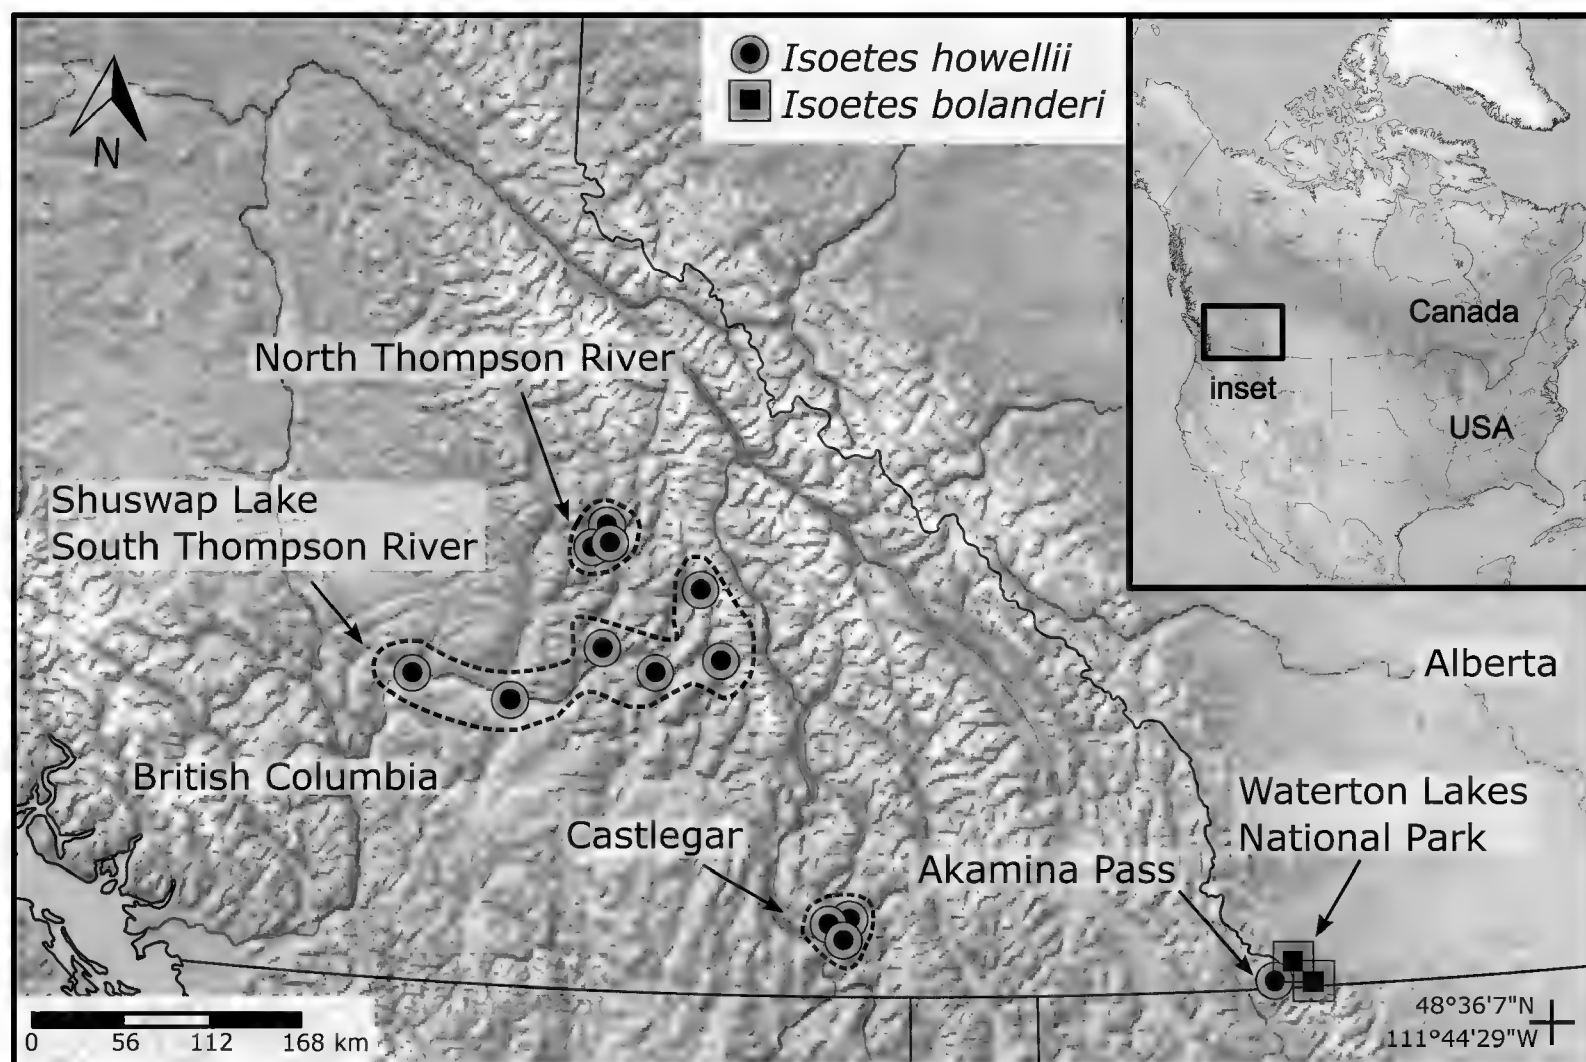 Isoetes howellii
Isoetes bolanderi
N
Canada
inset
USA
North Thompson River
Shuswap Lake
South Thompson River
Alberta
British Columbia
Waterton Lakes
National Park
Castlegar
Akamina Pass
48°36'7"N
111°44'29"W
0 56 112 168 km